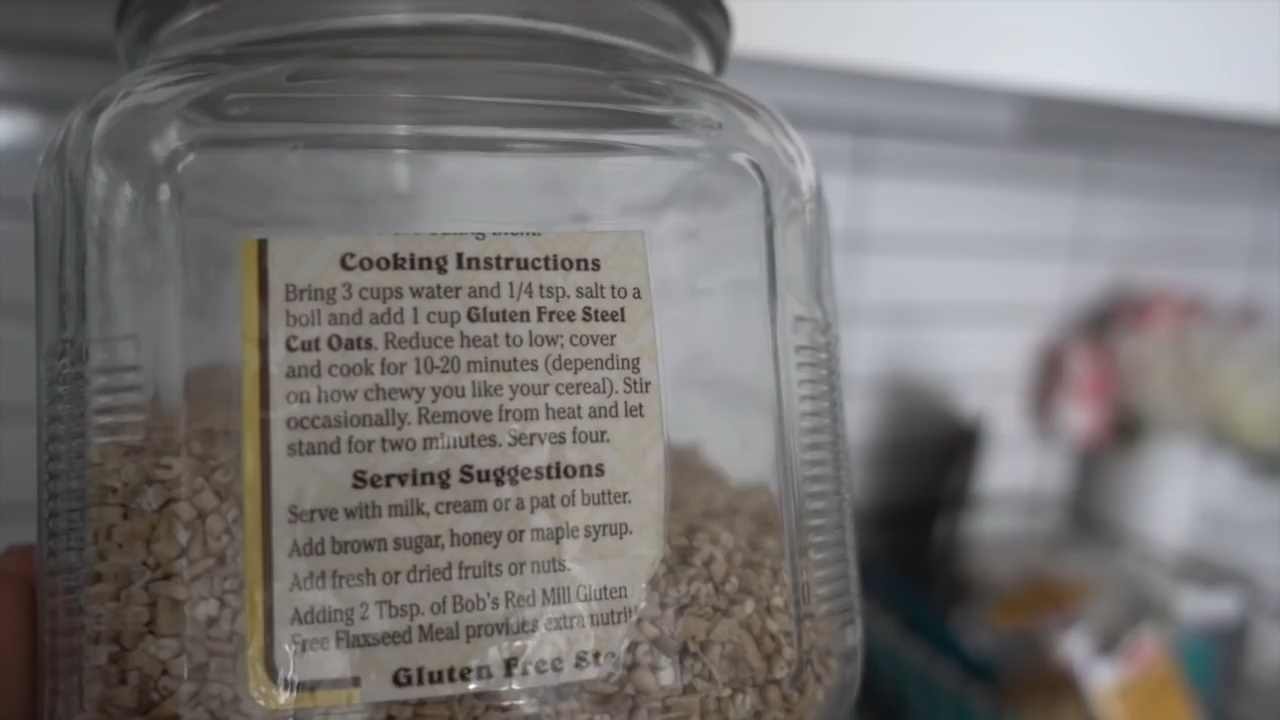 Cooking Instructions
Bring 3 cups water and 1/4 tsp. salt to a
boil and add 1 cup Gluten Free Steel
Cut Oats. Reduce heat to low; cover
and cook for 10-20 minutes (depending
on how chewy you like your cereal). Stir
occasionally. Remove from heat and let
stand for two minutes. Serves four.
Serving Suggestions
Serve with milk, cream or a pat of butter.
Add brown sugar, honey or maple syrup.
Add fresh or dried fruits or nuts.
Adding 2 Tbsp. of Bob's Red Mill Gluten
Free Flaxseed Meal provides extra
Gluten Free